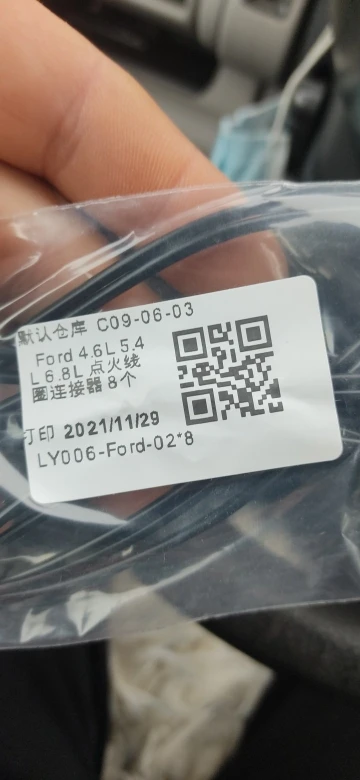 默认仓库 C09-06-03
Ford 4.6L 5.4
L 6.8L 点火线
圈连接器 8个
打印 2021/11/29
LY006-Ford-02*8